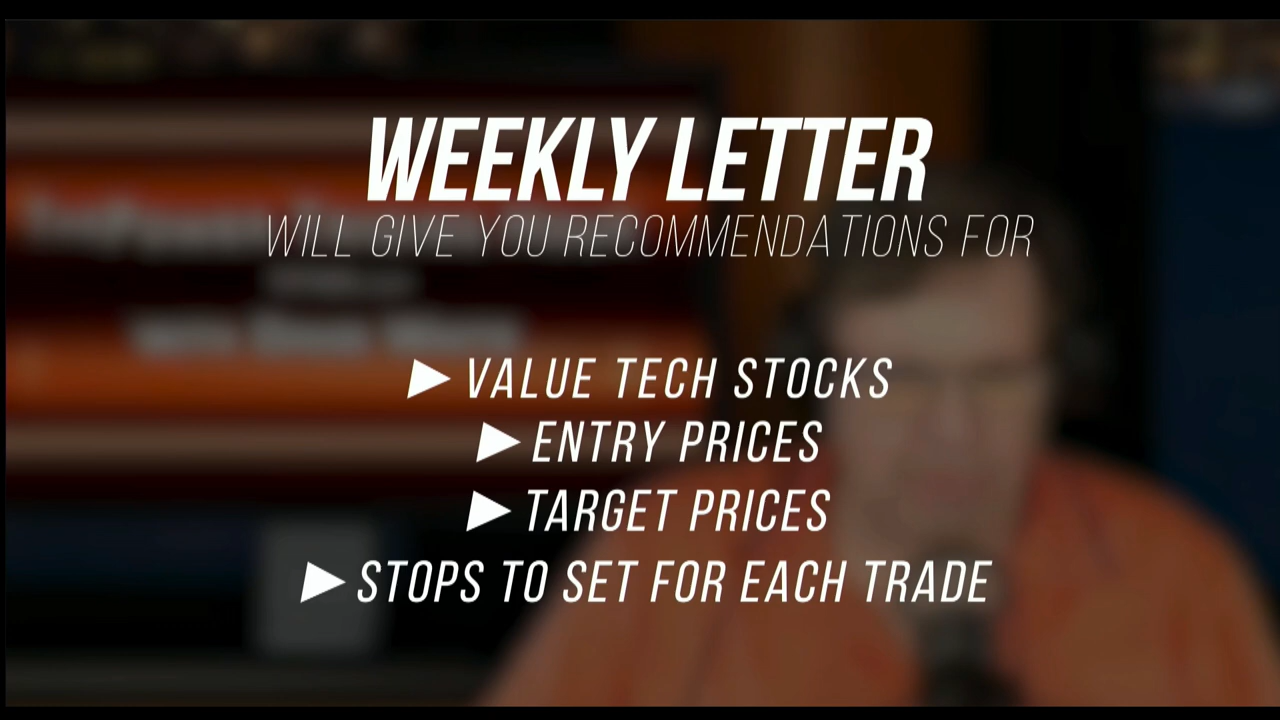 WEEKLY LETTER
WILL GIVE YOU RECOMMENDATIONS FOR
▶ VALUE TECH STOCKS
▶ ENTRY PRICES
▶ TARGET PRICES
▶ STOPS TO SET FOR EACH TRADE